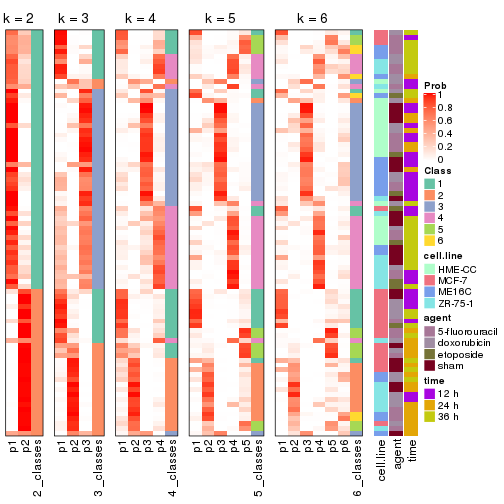 k = 2 k = 3 k = 4 k = 5 k = 6
Prob
1
0.8
0.6
0.4
0.2
0
Class
1
2
3
4
5
6
cell.line
HME-CC
MCF-7
ME16C
ZR-75-1
agent
5-fluorouracil
doxorubicin
etoposide
sham
time
12 h
24 h
36 h
p1 p2 2_classes p1 p2 p3 3_classes p1 p2 p3 p4 4_classes p1 p2 p3 p4 p5 5_classes p1 p2 p3 p4 p5 p6 6_classes cell.line agent time